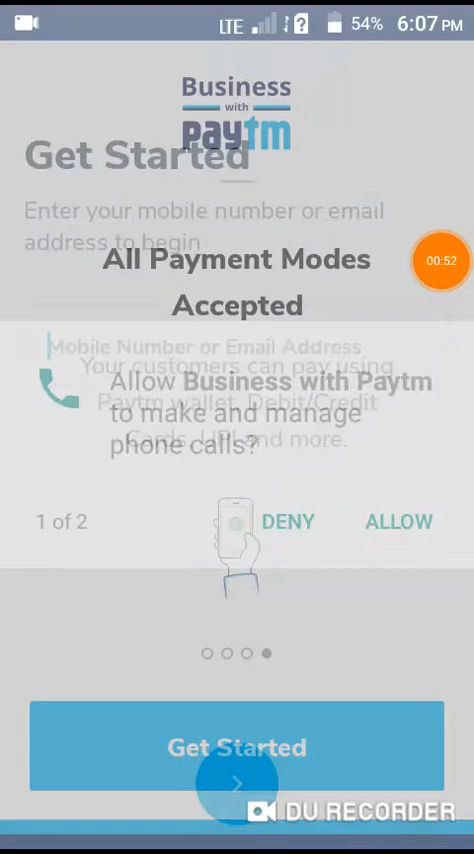 LTE 54% 6:07 PM
Business
with
paytm
Get Started
Enter your mobile number or email
address to begin
All Payment Modes
Accepted
00:52
Mobile Number or Email Address
Your customers can pay using
Paytm wallet, Debit/Credit
Cards, UPI and more.
Allow Business with Paytm
to make and manage
phone calls?
1 of 2 DENY ALLOW
Get Started
DU RECORDER